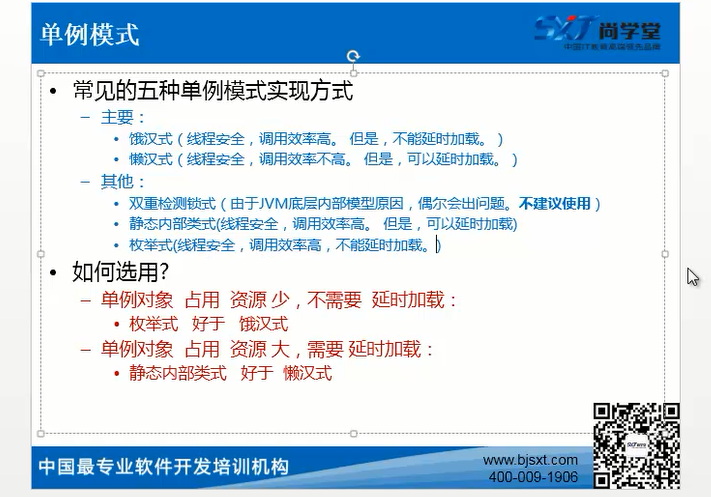 单例模式
SXT 尚学堂
中国IT教育卓越领先品牌
• 常见的五种单例模式实现方式
– 主要：
• 饿汉式（线程安全，调用效率高。 但是，不能延时加载。）
• 懒汉式（线程安全，调用效率不高。 但是，可以延时加载。）
– 其他：
• 双重检测锁式（由于JVM底层内部模型原因，偶尔会出问题。不建议使用）
• 静态内部类式(线程安全，调用效率高。 但是，可以延时加载)
• 枚举式(线程安全，调用效率高，不能延时加载。)
• 如何选用?
– 单例对象 占用 资源 少，不需要 延时加载：
• 枚举式 好于 饿汉式
– 单例对象 占用 资源 大，需要 延时加载：
• 静态内部类式 好于 懒汉式
中国最专业软件开发培训机构
www.bjsxt.com
400-009-1906